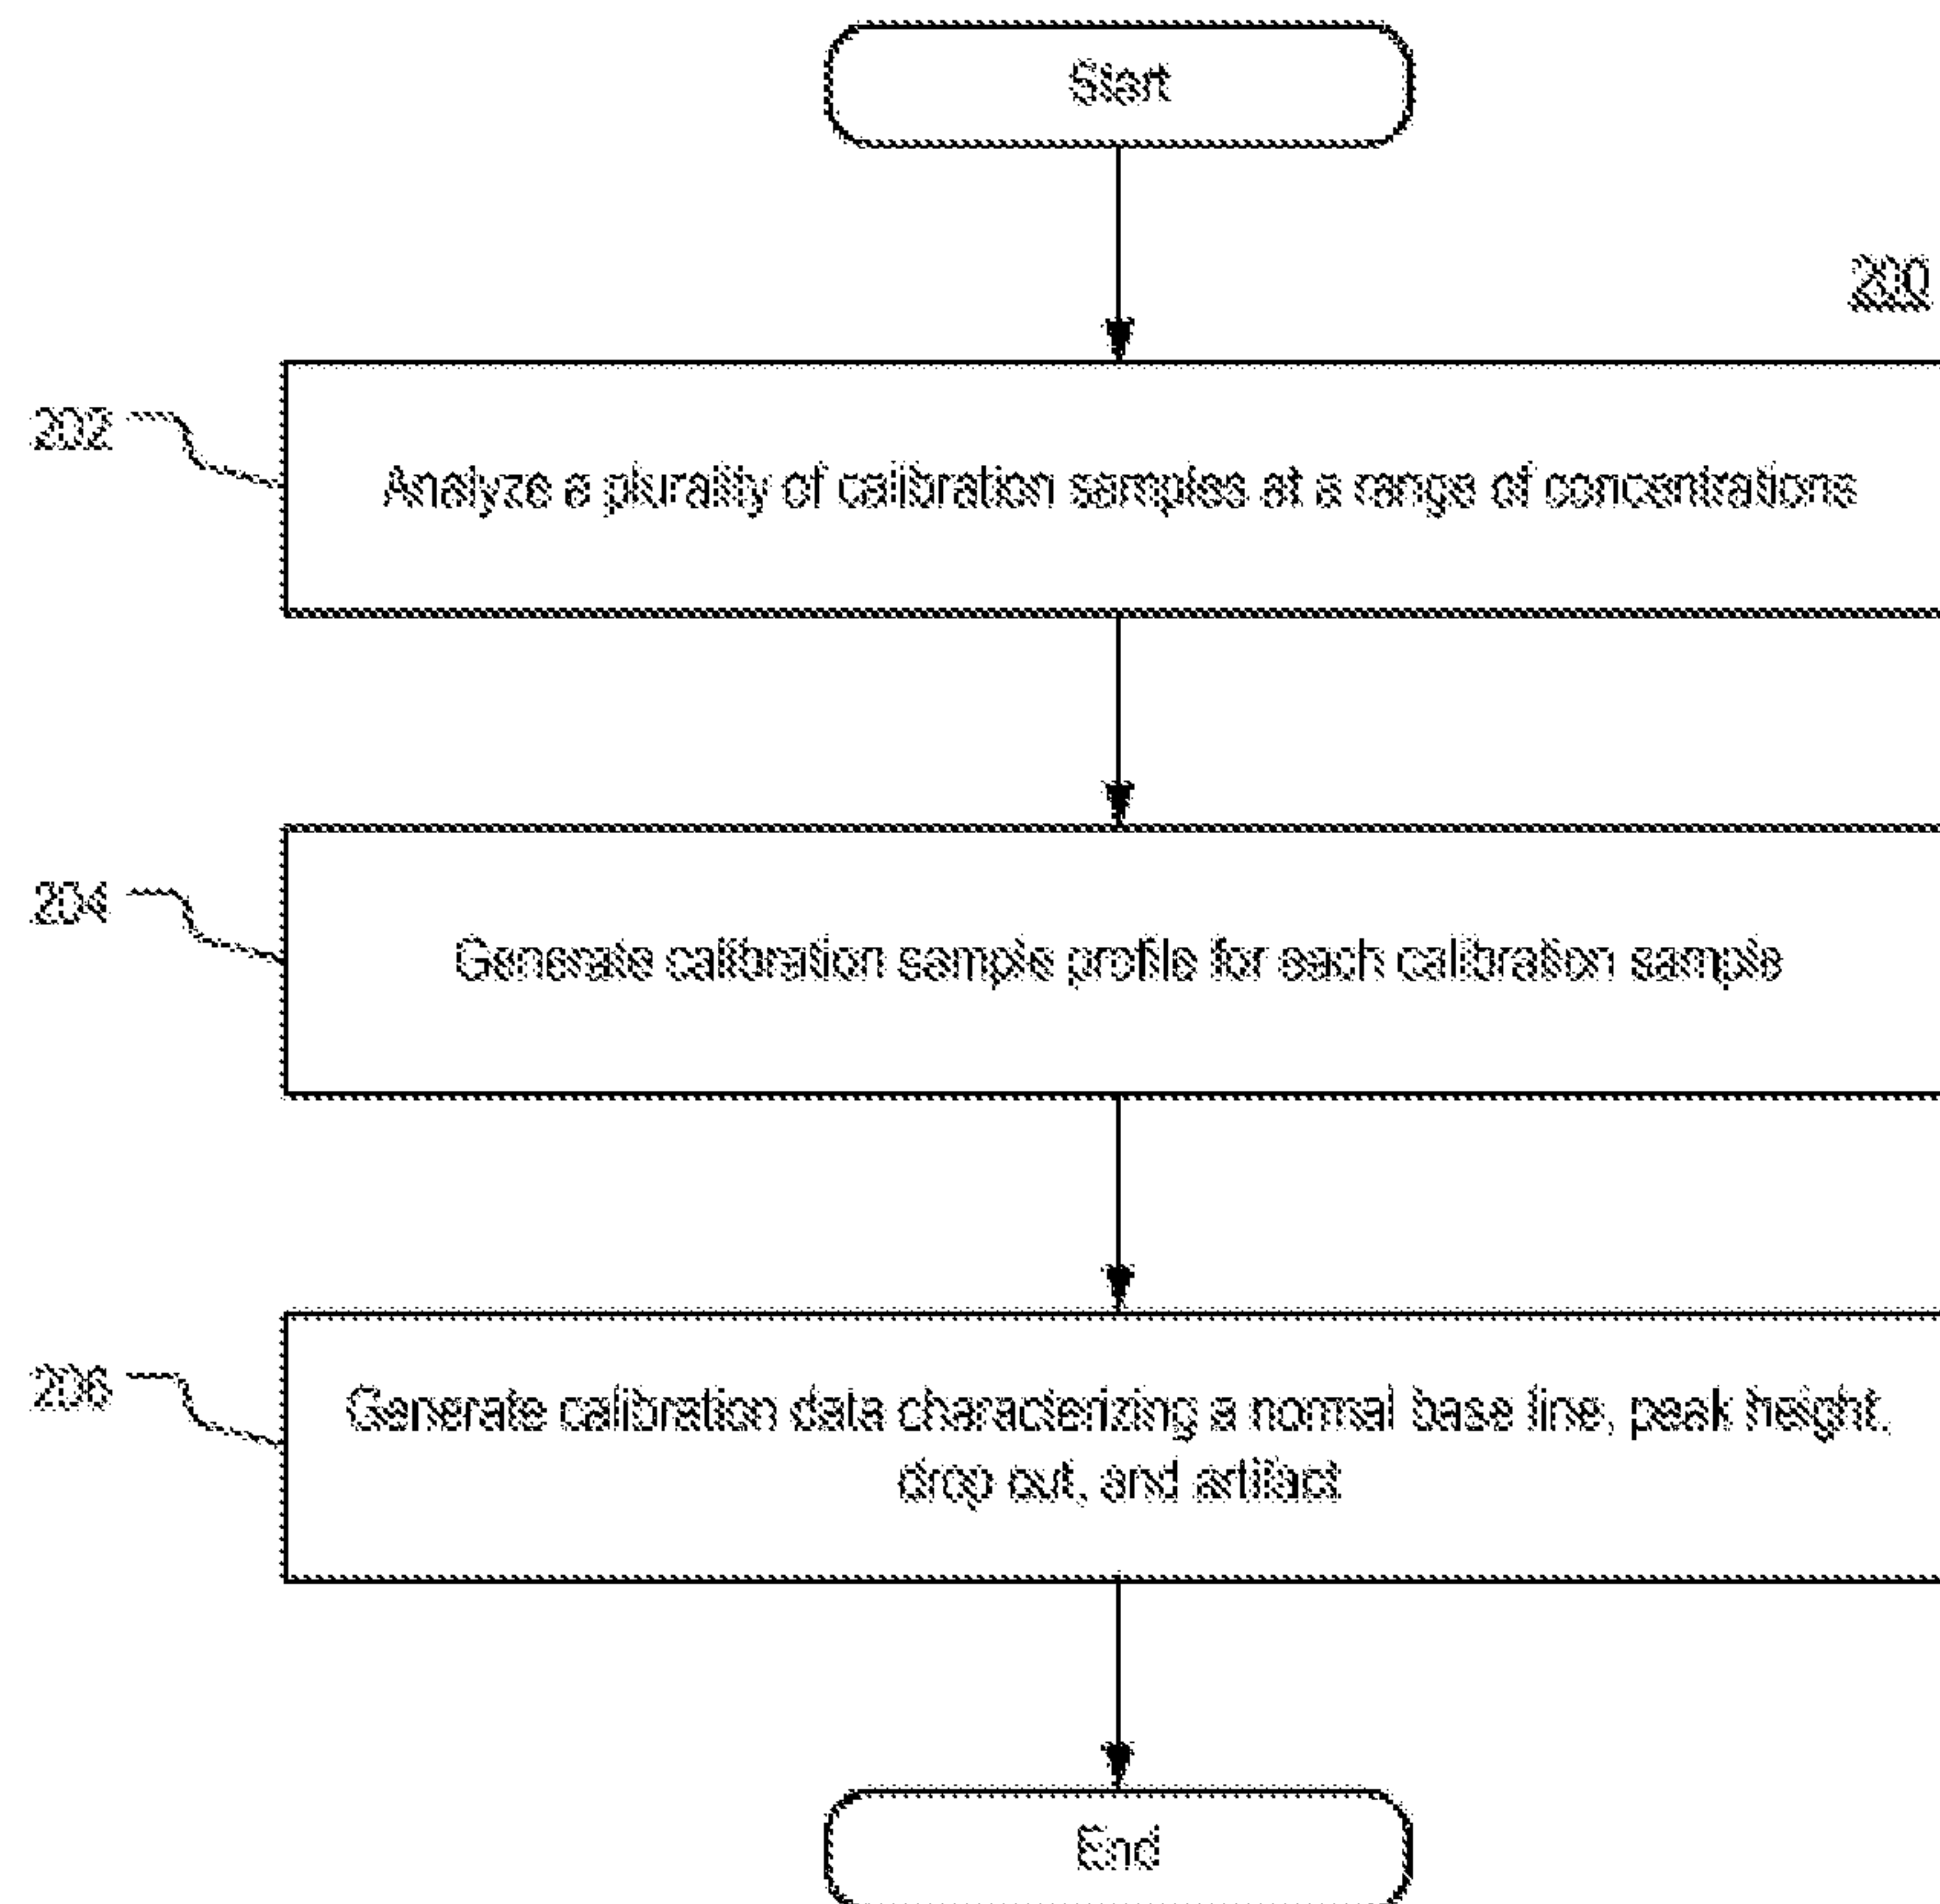 Start
200
202
Analyze a plurality of calibration samples at a range of concentrations
204
Generate calibration sample profile for each calibration sample
206
Generate calibration data characterizing a normal base line, peak height,
drop out, and artifact
End